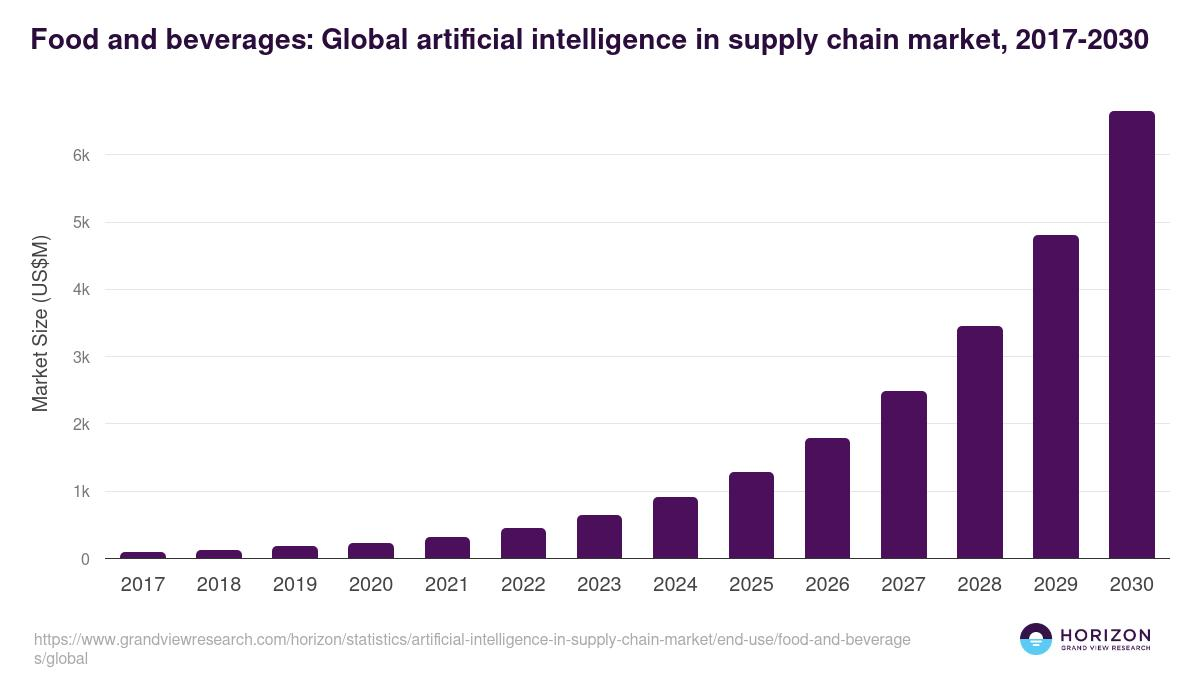 Food and beverages: Global artificial intelligence in supply chain market, 2017-2030
Market Size (US$M)
6k
5k
4k
3k
2k
1k
0
2017 2018 2019 2020 2021 2022 2023 2024 2025 2026 2027 2028 2029 2030
https://www.grandviewresearch.com/horizon/statistics/artificial-intelligence-in-supply-chain-market/end-use/food-and-beverage
s/global
HORIZON
GRAND VIEW RESEARCH